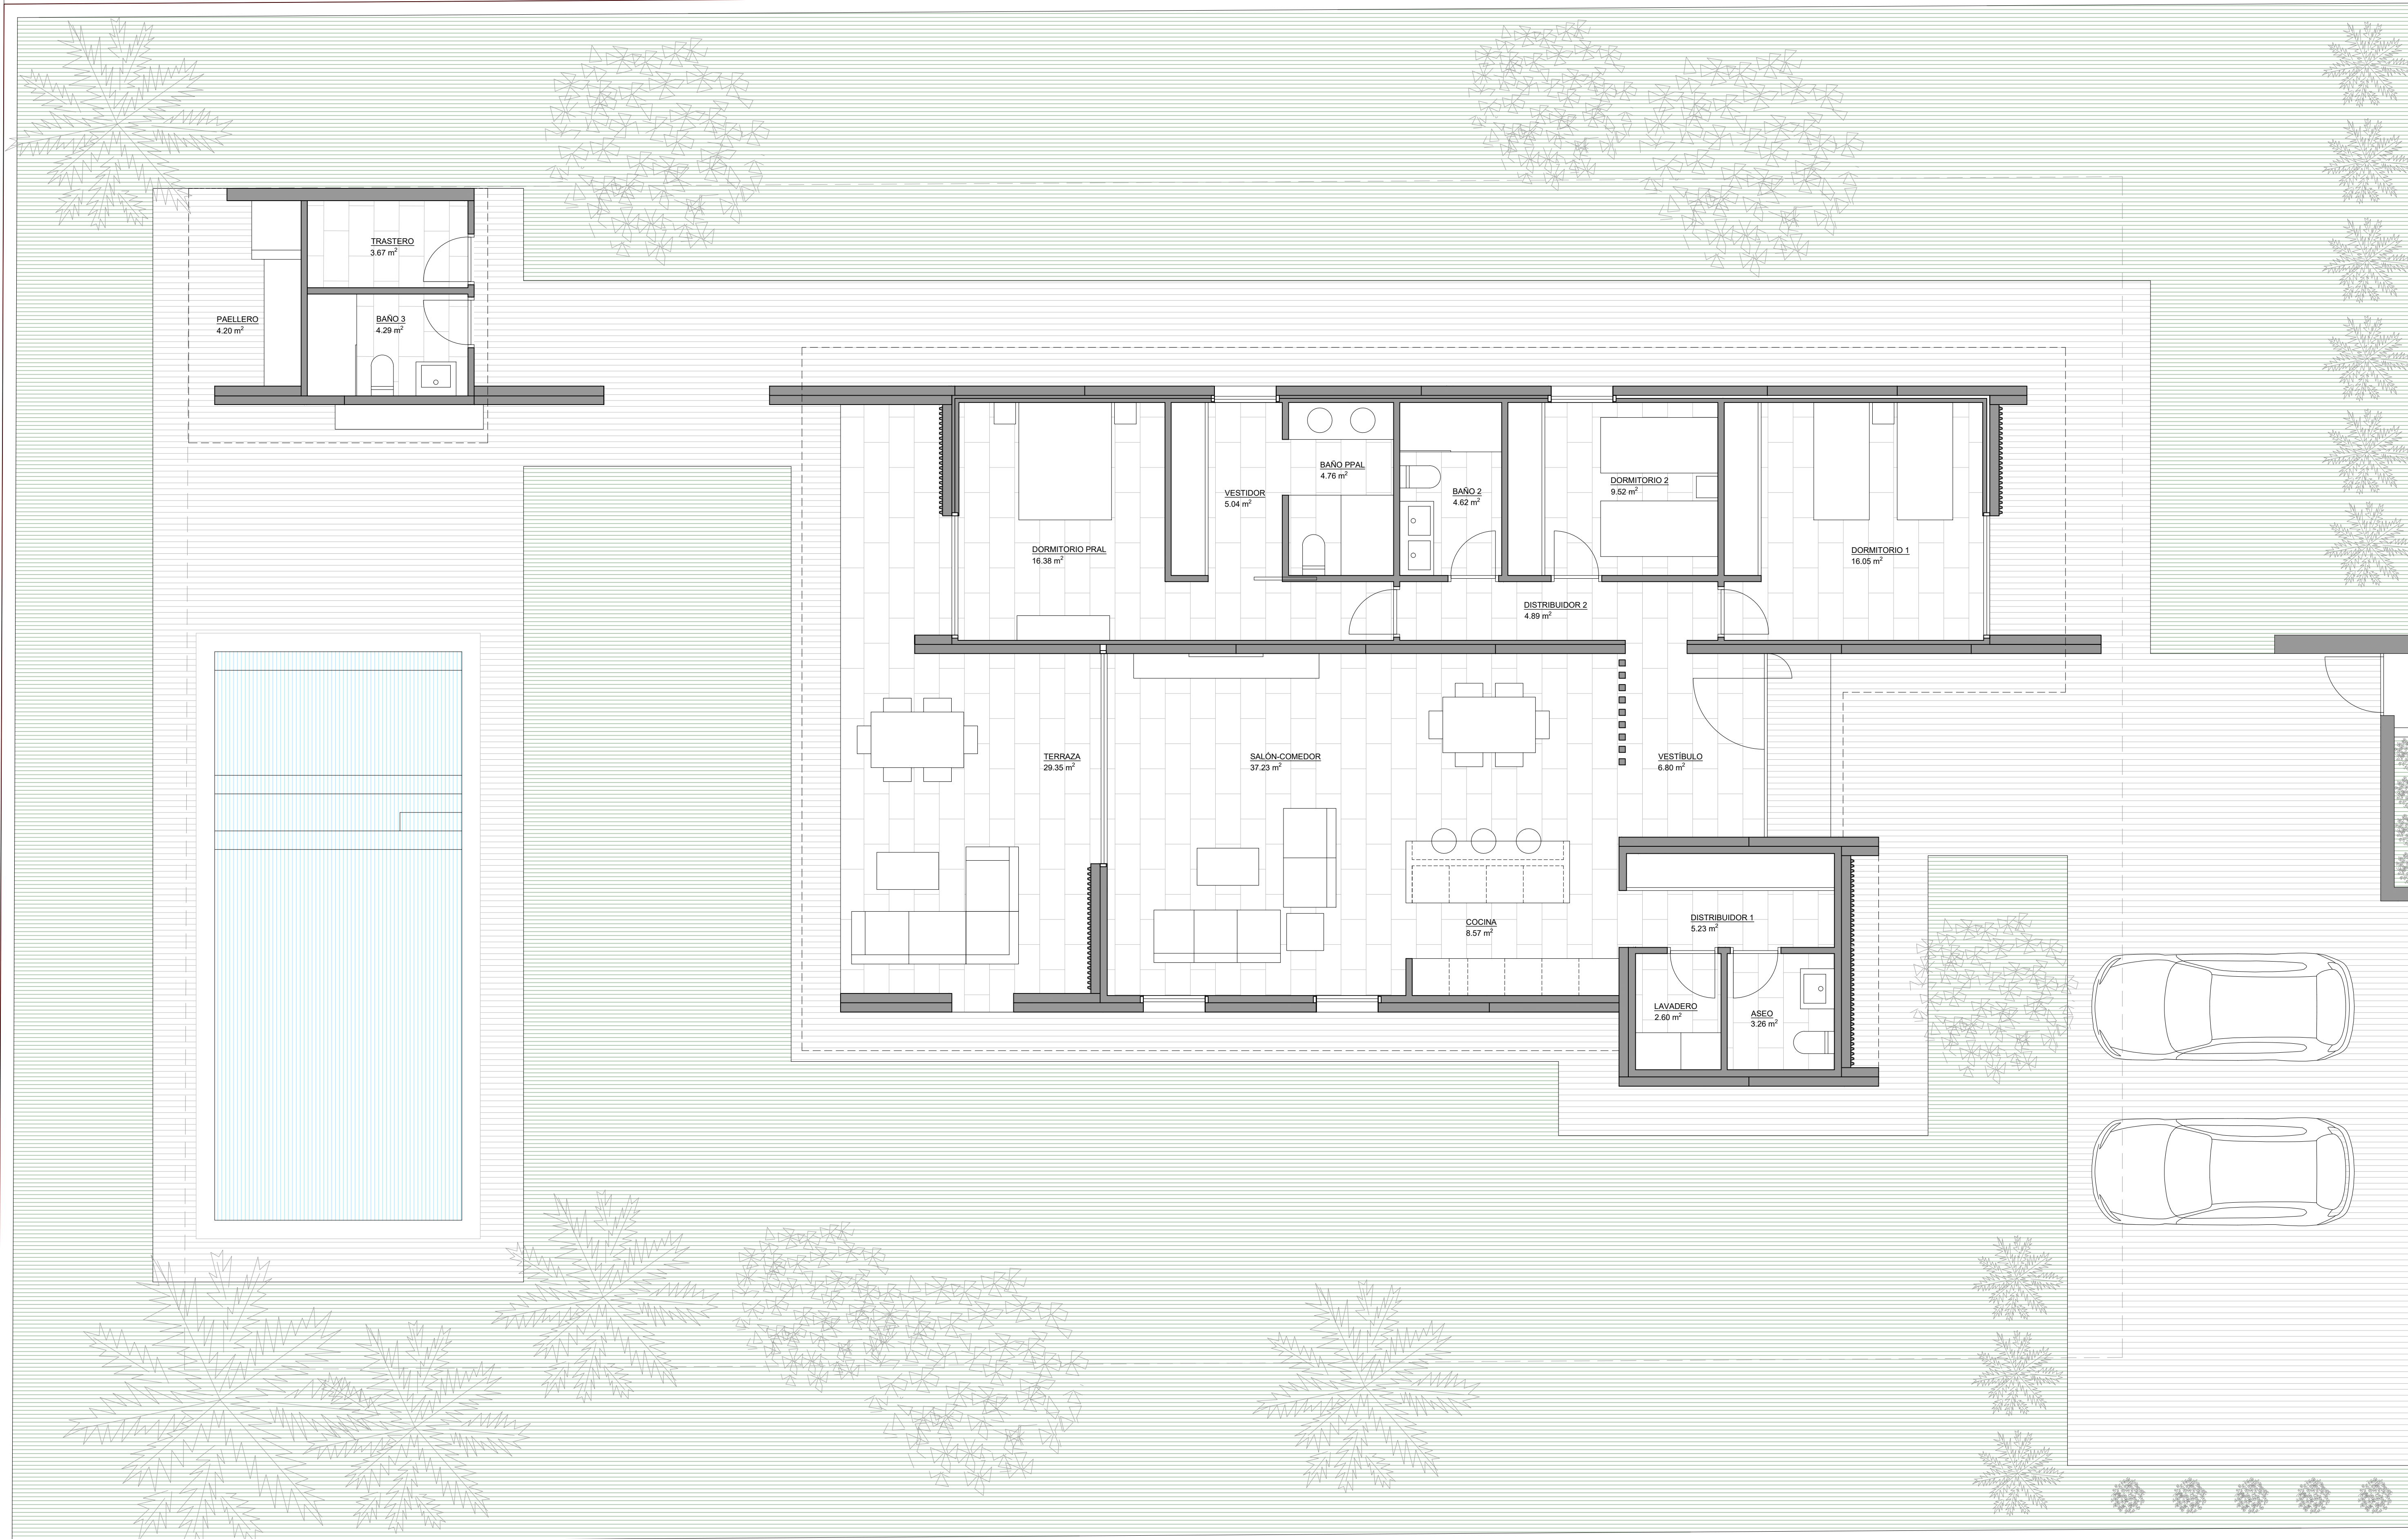 TRASTERO
3.67 m²
PAELLERO
4.20 m²
BAÑO 3
4.29 m²
DORMITORIO PRAL
16.38 m²
VESTIDOR
5.04 m²
BAÑO PPAL
4.76 m²
BAÑO 2
4.62 m²
DORMITORIO 2
9.52 m²
DORMITORIO 1
16.05 m²
DISTRIBUIDOR 2
4.89 m²
TERRAZA
29.35 m²
SALÓN-COMEDOR
37.23 m²
VESTÍBULO
6.80 m²
COCINA
8.57 m²
DISTRIBUIDOR 1
5.23 m²
LAVADERO
2.60 m²
ASEO
3.26 m²